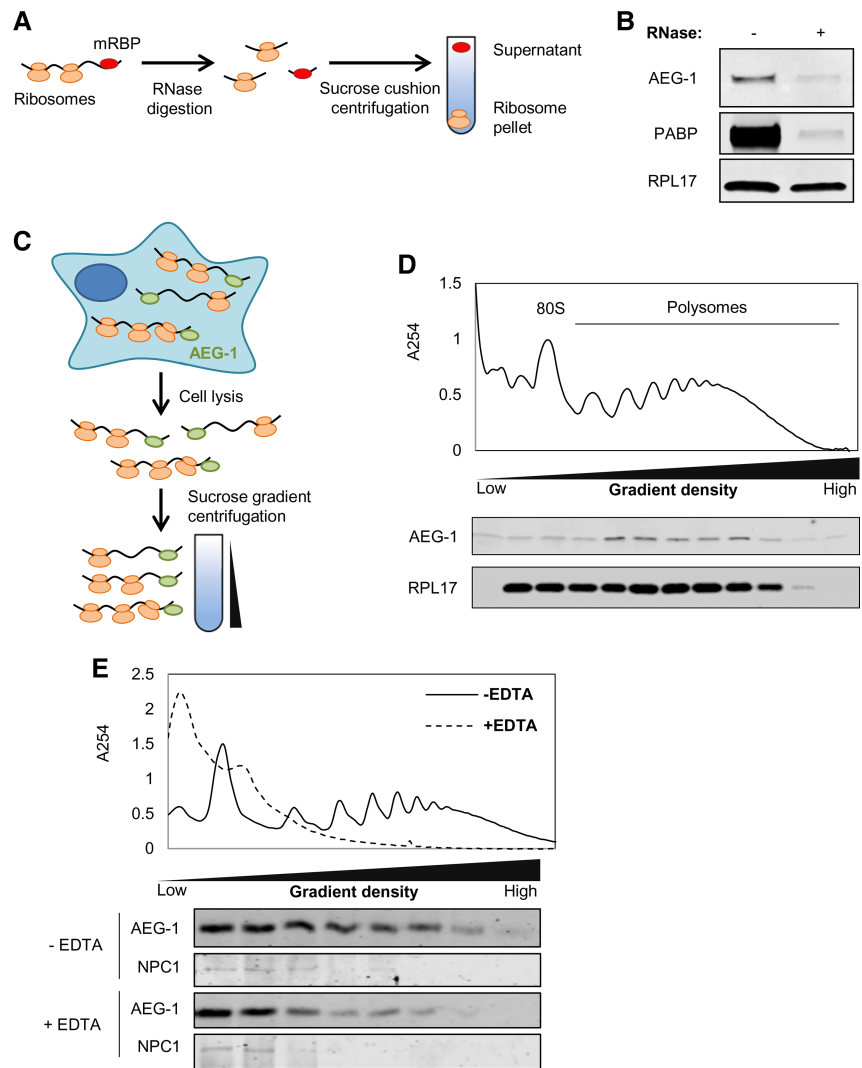 A
mRBP
Ribosomes
RNase
digestion
Sucrose cushion
centrifugation
Supernatant
Ribosome
pellet
B
RNase: - +
AEG-1
PABP
RPL17
C
AEG-1
Cell lysis
Sucrose gradient
centrifugation
D
1.5
1
0.5
0
A254
80S
Polysomes
Low
Gradient density
High
AEG-1
RPL17
E
2.5
2
1.5
1
0.5
0
A254
-EDTA
+EDTA
Low
Gradient density
High
- EDTA
AEG-1
NPC1
+ EDTA
AEG-1
NPC1